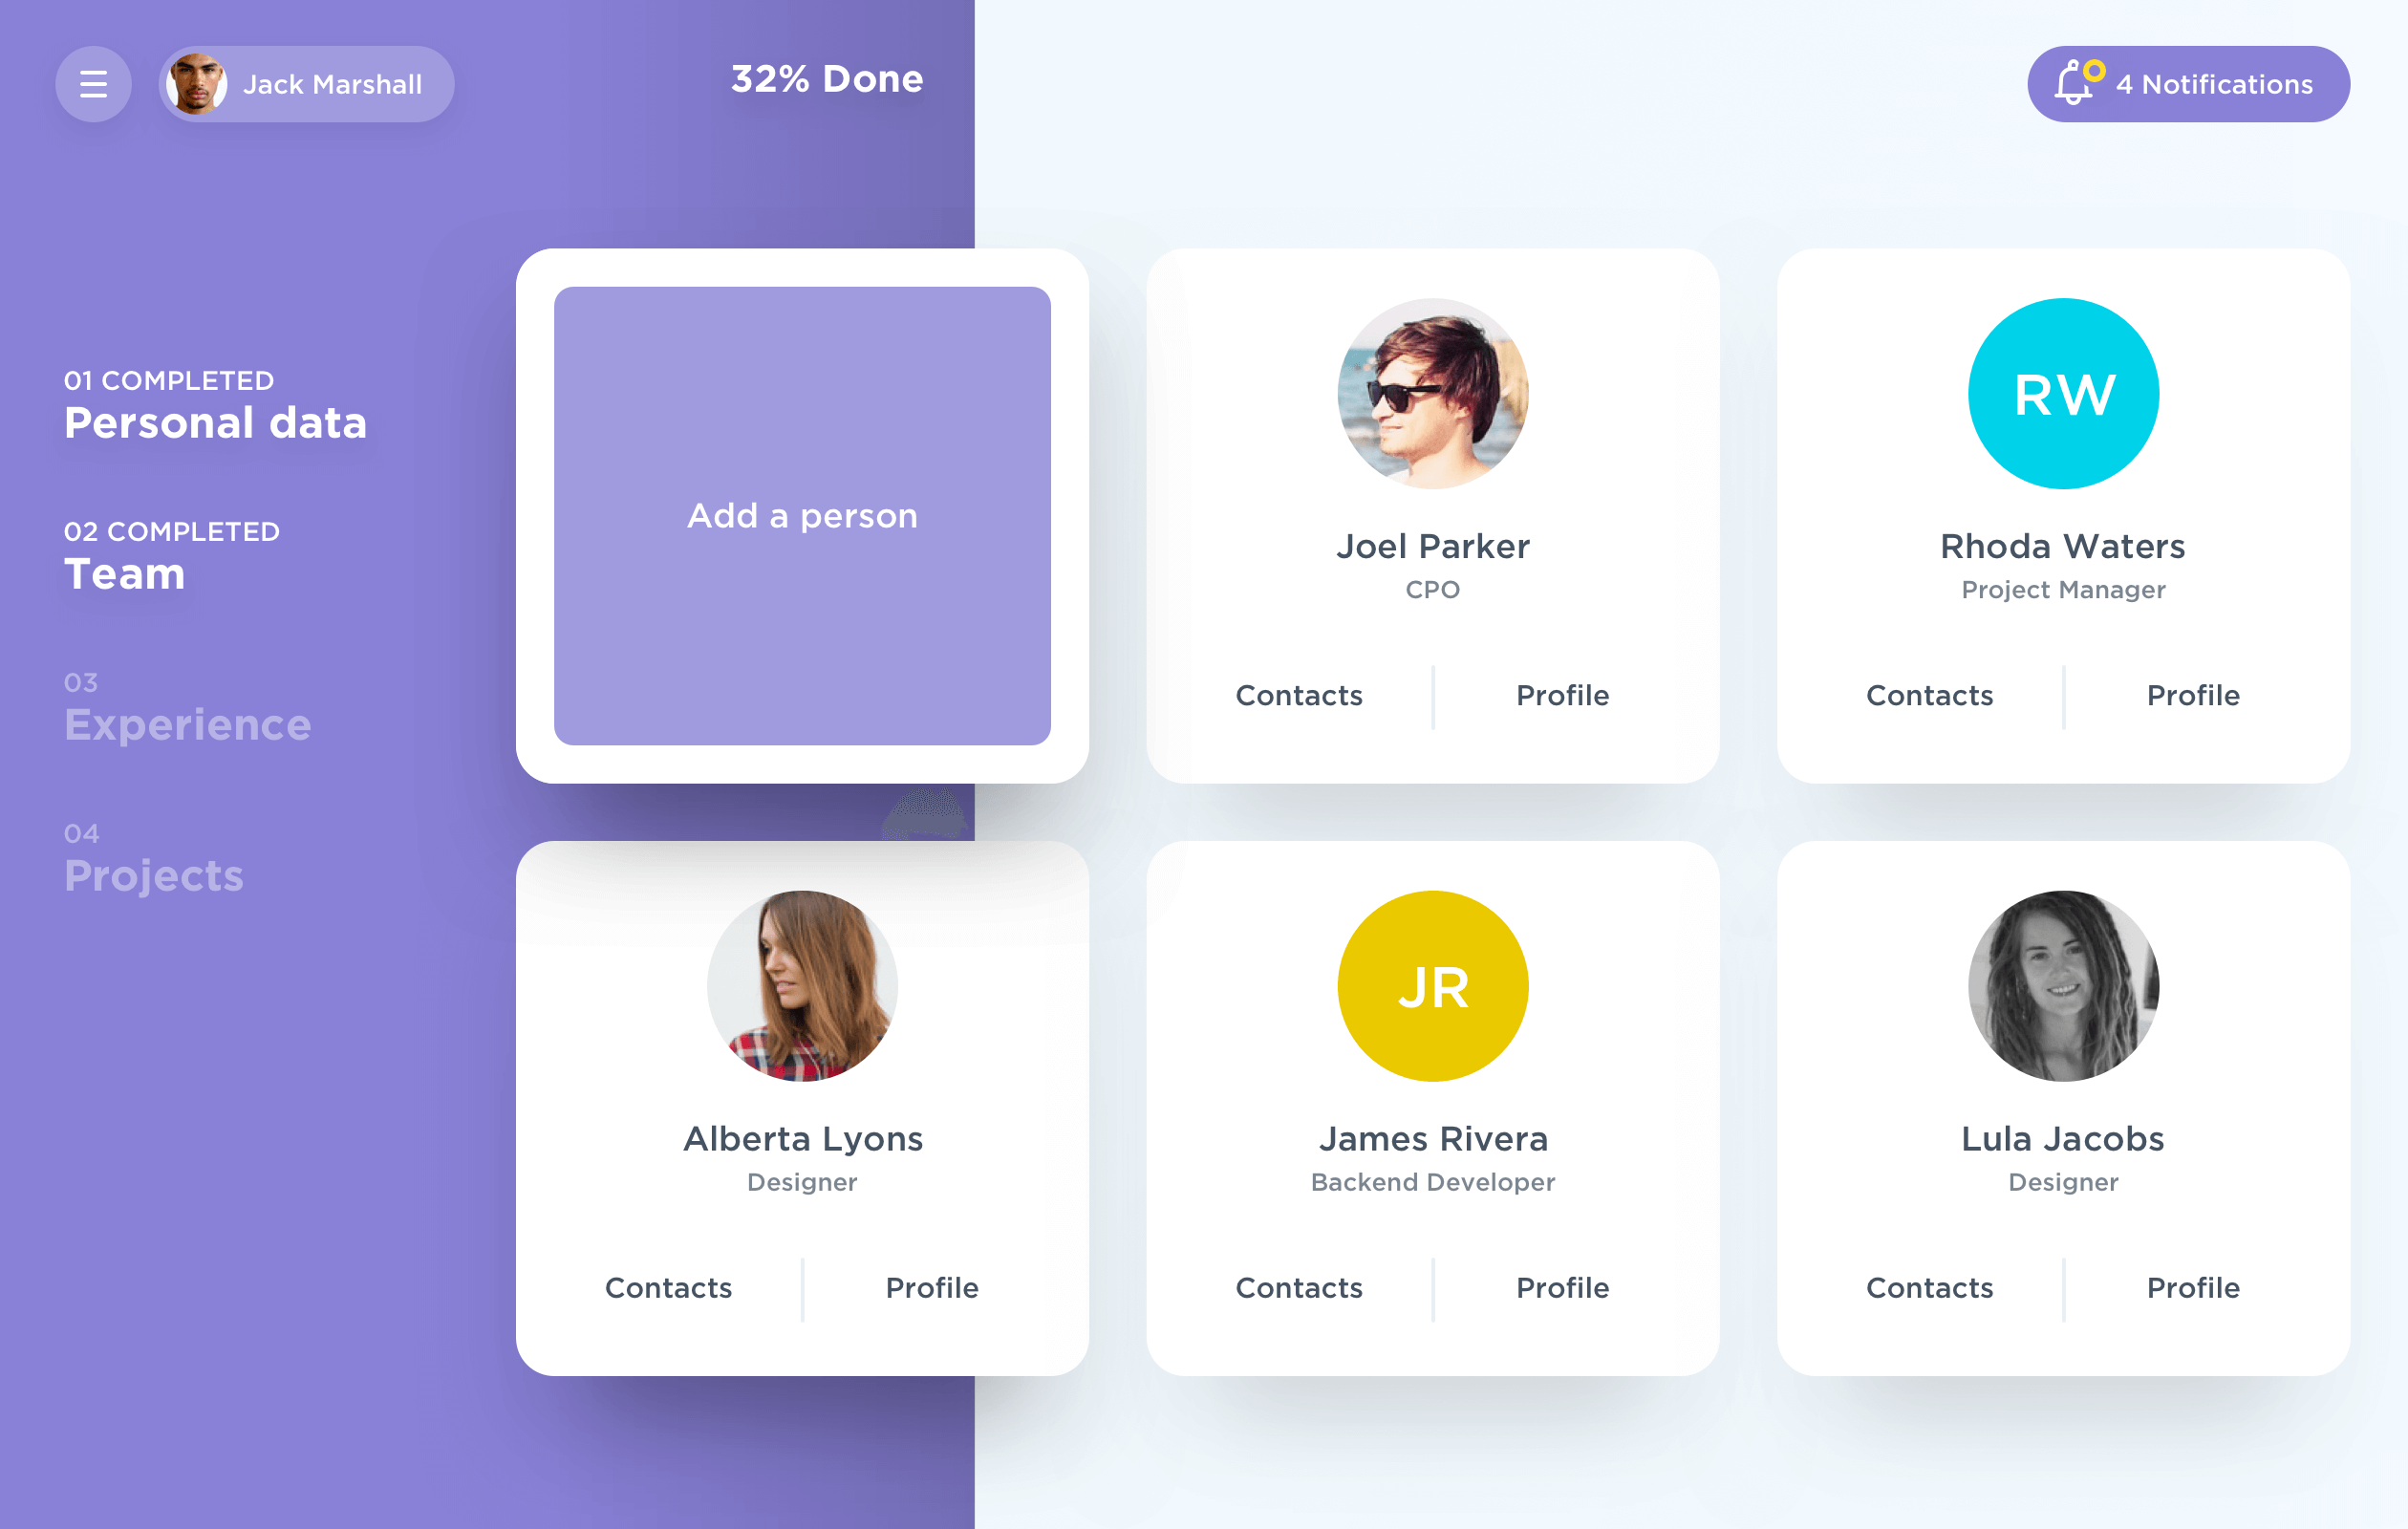 Jack Marshall
32% Done
4 Notifications
01 COMPLETED
Personal data
02 COMPLETED
Team
03
Experience
04
Projects
Add a person
Joel Parker
CPO
Contacts
Profile
RW
Rhoda Waters
Project Manager
Contacts
Profile
Alberta Lyons
Designer
Contacts
Profile
JR
James Rivera
Backend Developer
Contacts
Profile
Lula Jacobs
Designer
Contacts
Profile